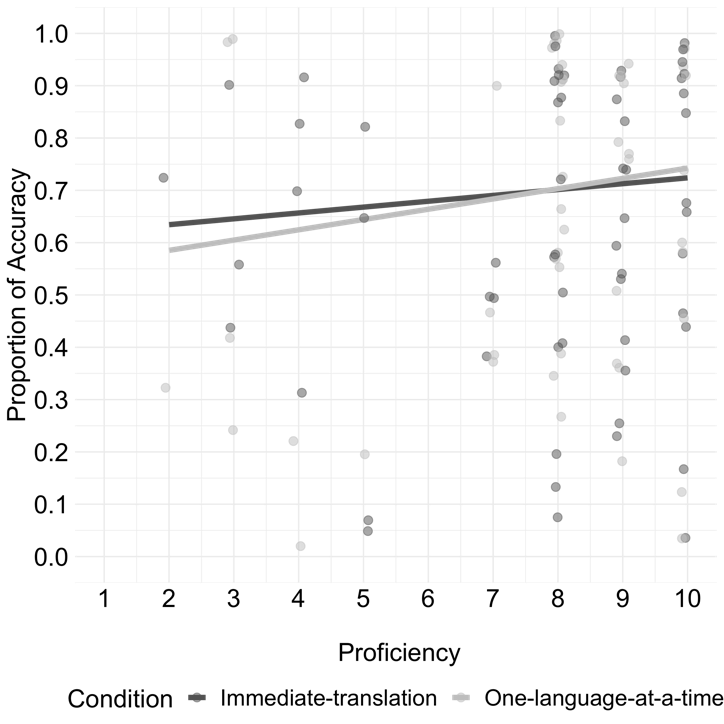 Proportion of Accuracy
1.0
0.9
0.8
0.7
0.6
0.5
0.4
0.3
0.2
0.1
0.0
1 2 3 4 5 6 7 8 9 10
Proficiency
Condition Immediate-translation One-language-at-a-time